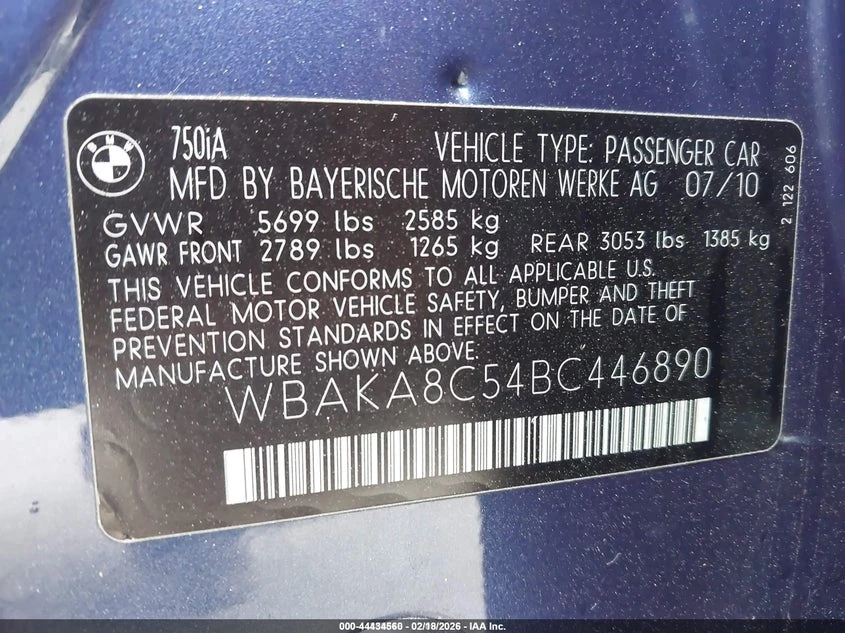 BMW
750iA VEHICLE TYPE: PASSENGER CAR
MFD BY BAYERISCHE MOTOREN WERKE AG 07/10
GVWR 5699 lbs 2585 kg
GAWR FRONT 2789 lbs 1265 kg REAR 3053 lbs 1385 kg
THIS VEHICLE CONFORMS TO ALL APPLICABLE U.S.
FEDERAL MOTOR VEHICLE SAFETY, BUMPER AND THEFT
PREVENTION STANDARDS IN EFFECT ON THE DATE OF
MANUFACTURE SHOWN ABOVE.
WBAKA8C54BC446890
2 122 606
000-44434560 — 02/18/2026 — IAA Inc.